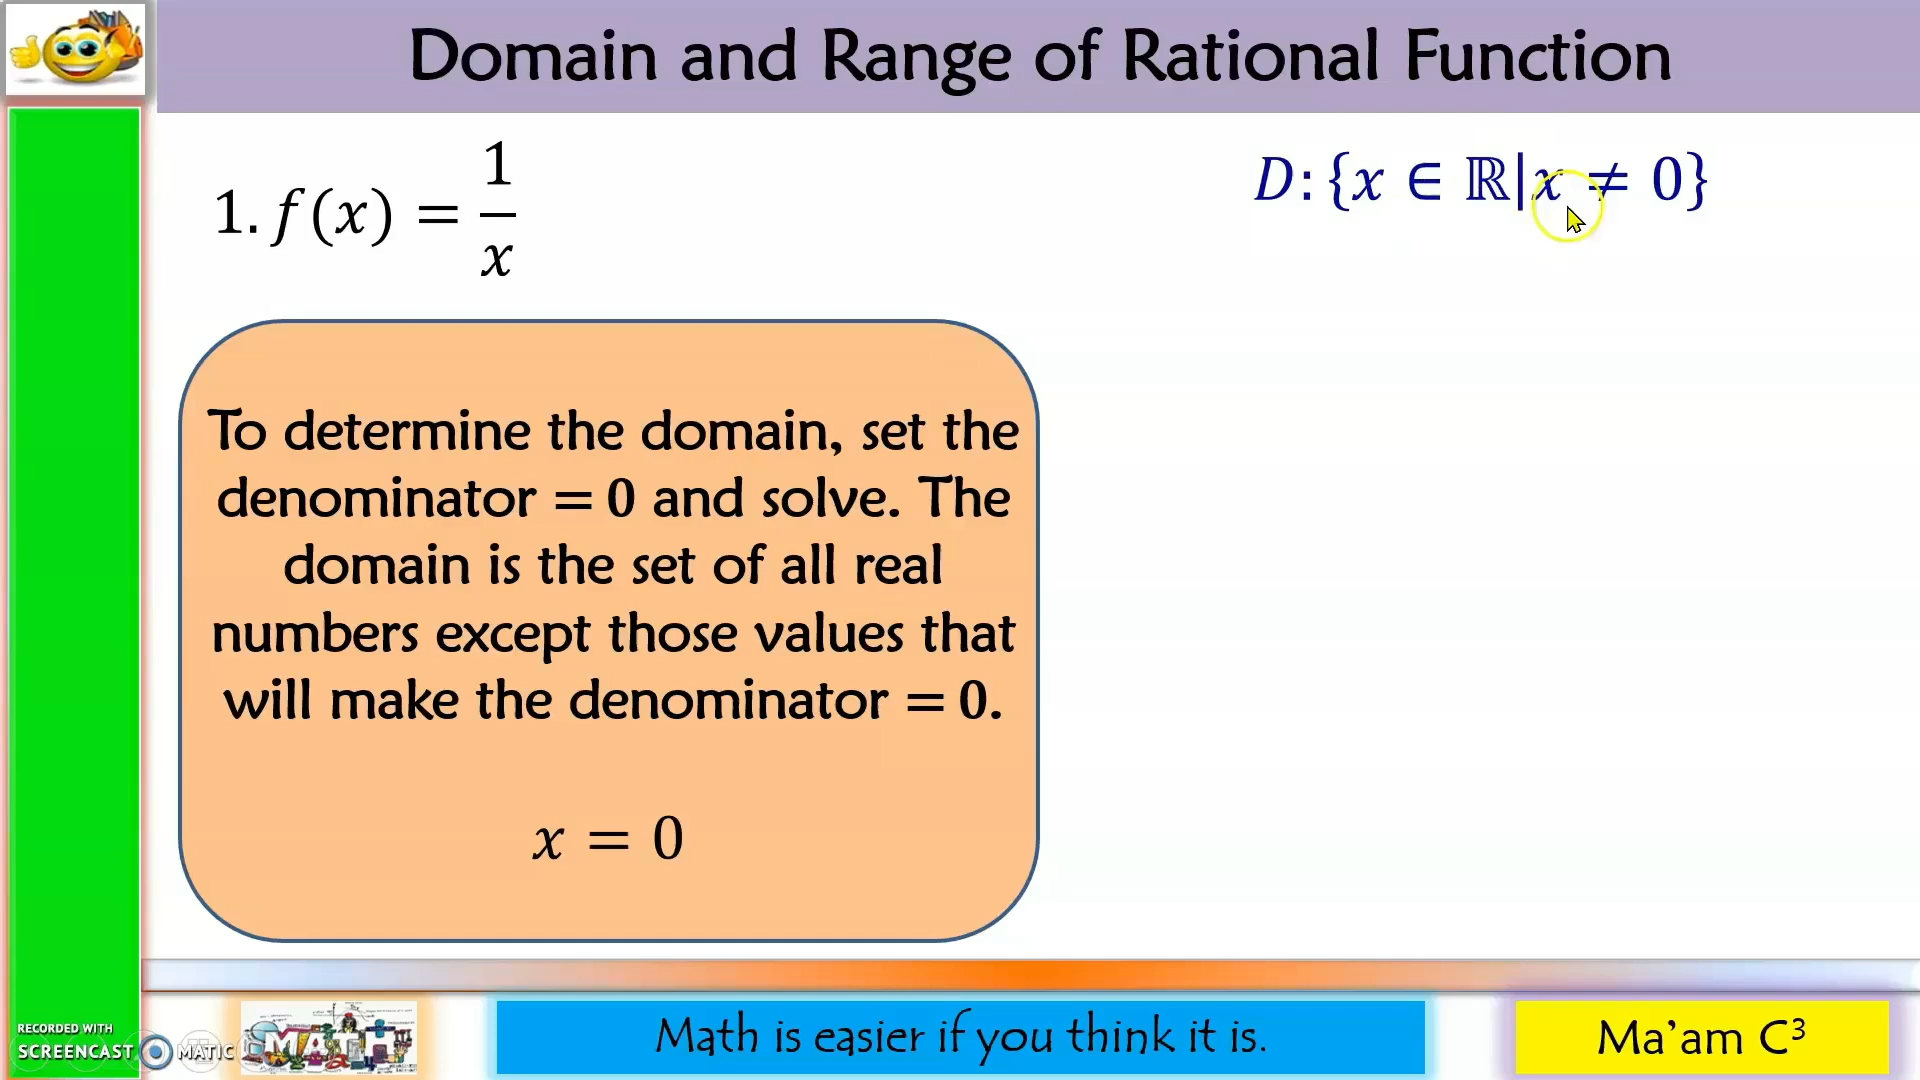 Domain and Range of Rational Function
1. f(x) = 1/x
D: {x ∈ ℝ|x ≠ 0}
To determine the domain, set the
denominator = 0 and solve. The
domain is the set of all real
numbers except those values that
will make the denominator = 0.
x = 0
RECORDED WITH
SCREENCAST MATIC
MATH
Math is easier if you think it is.
Ma'am C³